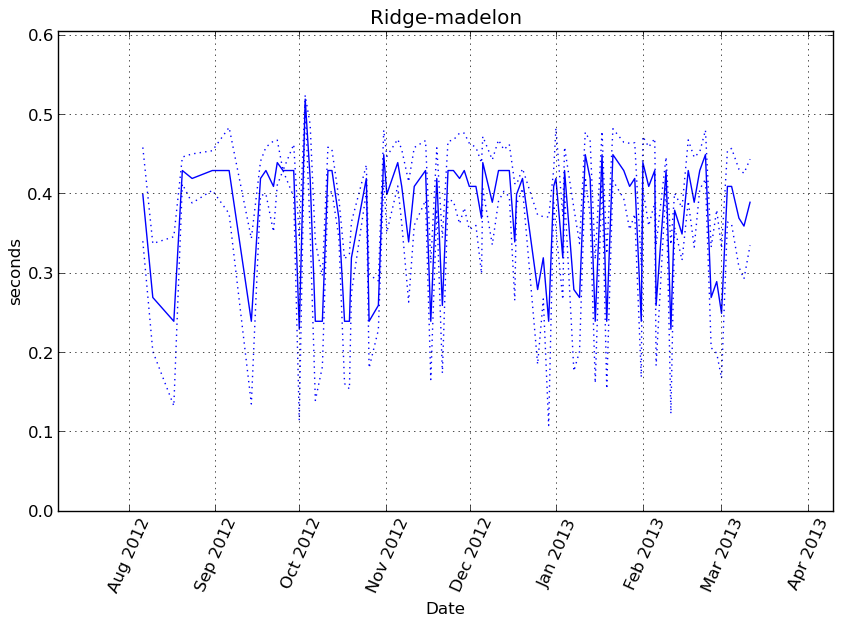 Ridge-madelon
0.6
0.5
0.4
0.3
0.2
0.1
0.0
seconds
Aug 2012
Sep 2012
Oct 2012
Nov 2012
Dec 2012
Jan 2013
Feb 2013
Mar 2013
Apr 2013
Date